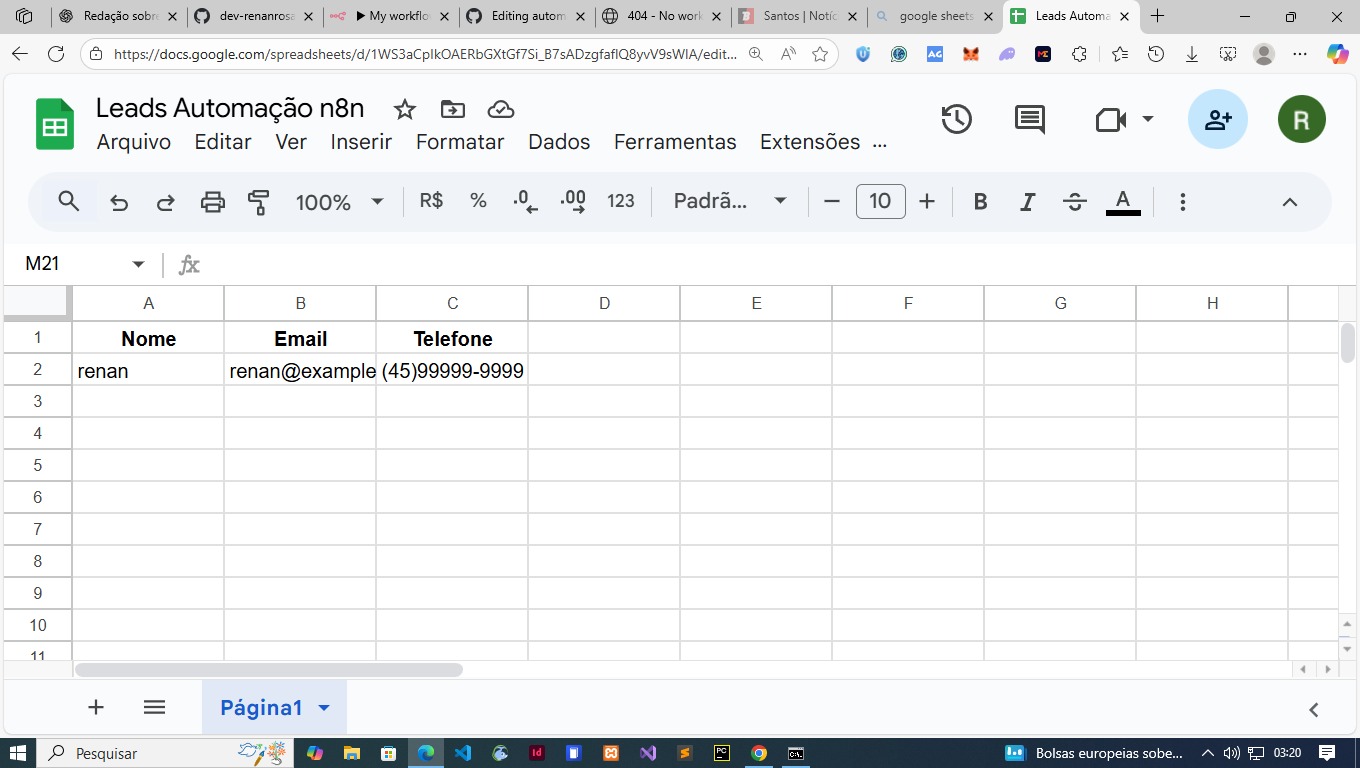 Redação sobre
dev-renanrosa
My workflo
Editing autom
404 - No work
Santos | Notíc
google sheets
Leads Automa
https://docs.google.com/spreadsheets/d/1WS3aCpIkOAERbGXtGf7Si_B7sADzgfaflQ8yvV9sWIA/edit...
Leads Automação n8n
Arquivo Editar Ver Inserir Formatar Dados Ferramentas Extensões ...
100% R$ % .0 .00 123 Padrã... 10 B I S A
R
M21 fx
A B C D E F G H
1 Nome Email Telefone
2 renan renan@example (45)99999-9999
3
4
5
6
7
8
9
10
11
Página1
Pesquisar
Bolsas europeias sobe...
03:20